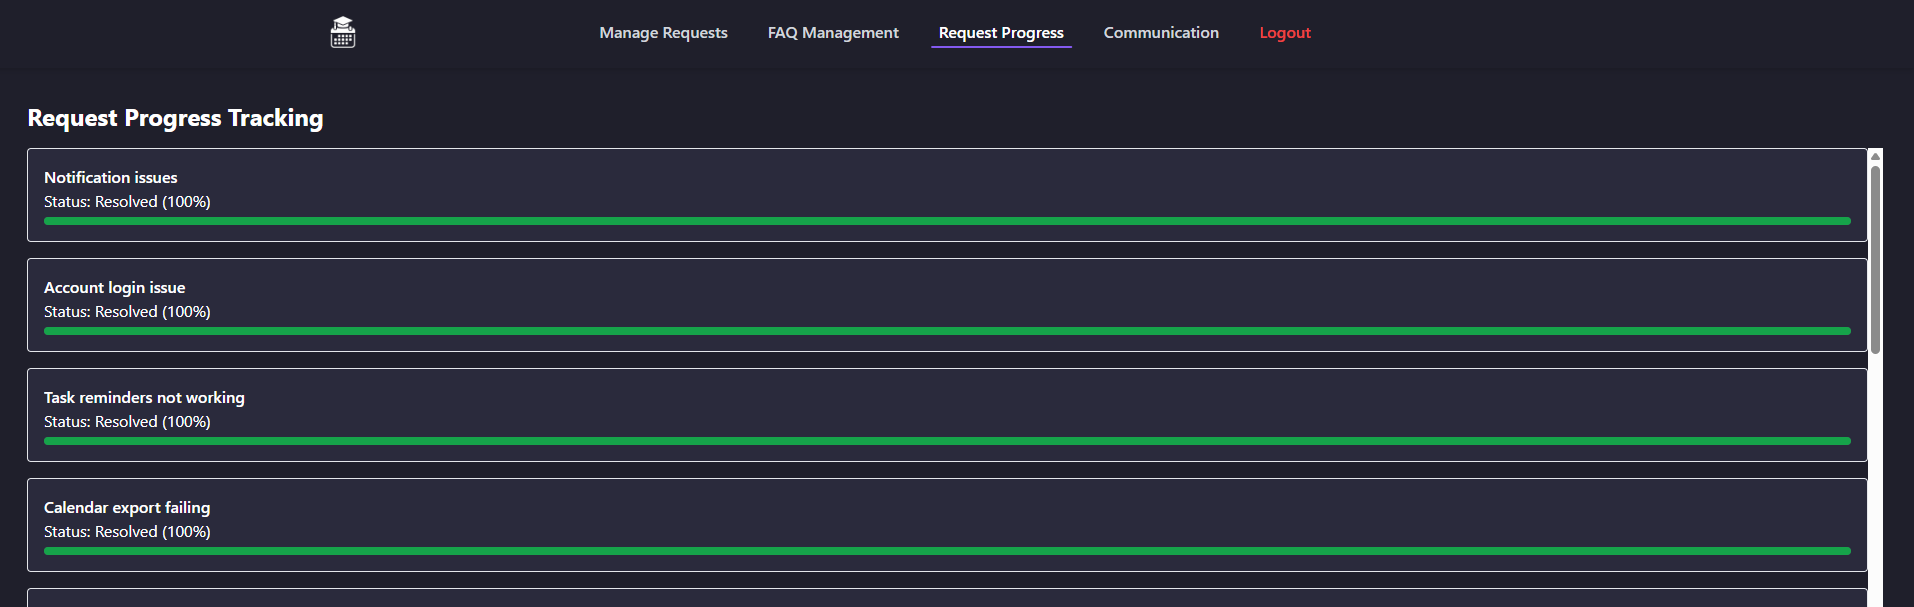 Manage Requests FAQ Management Request Progress Communication Logout
Request Progress Tracking
Notification issues
Status: Resolved (100%)
Account login issue
Status: Resolved (100%)
Task reminders not working
Status: Resolved (100%)
Calendar export failing
Status: Resolved (100%)